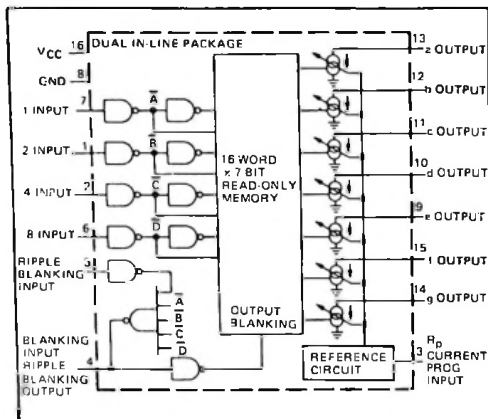 DUAL IN-LINE PACKAGE
VCC 16
GND 8
1 INPUT 7
2 INPUT 1
4 INPUT 2
8 INPUT 6
RIPPLE 5
BLANKING
INPUT
BLANKING
INPUT 4
RIPPLE
BLANKING
OUTPUT
A
B
C
D
A
B
C
D
16 WORD
x 7 BIT
READ-ONLY
MEMORY
OUTPUT
BLANKING
13
a OUTPUT
12
b OUTPUT
11
c OUTPUT
10
d OUTPUT
9
e OUTPUT
15
f OUTPUT
14
g OUTPUT
REFERENCE
CIRCUIT
Rp
3 CURRENT
PROG
INPUT